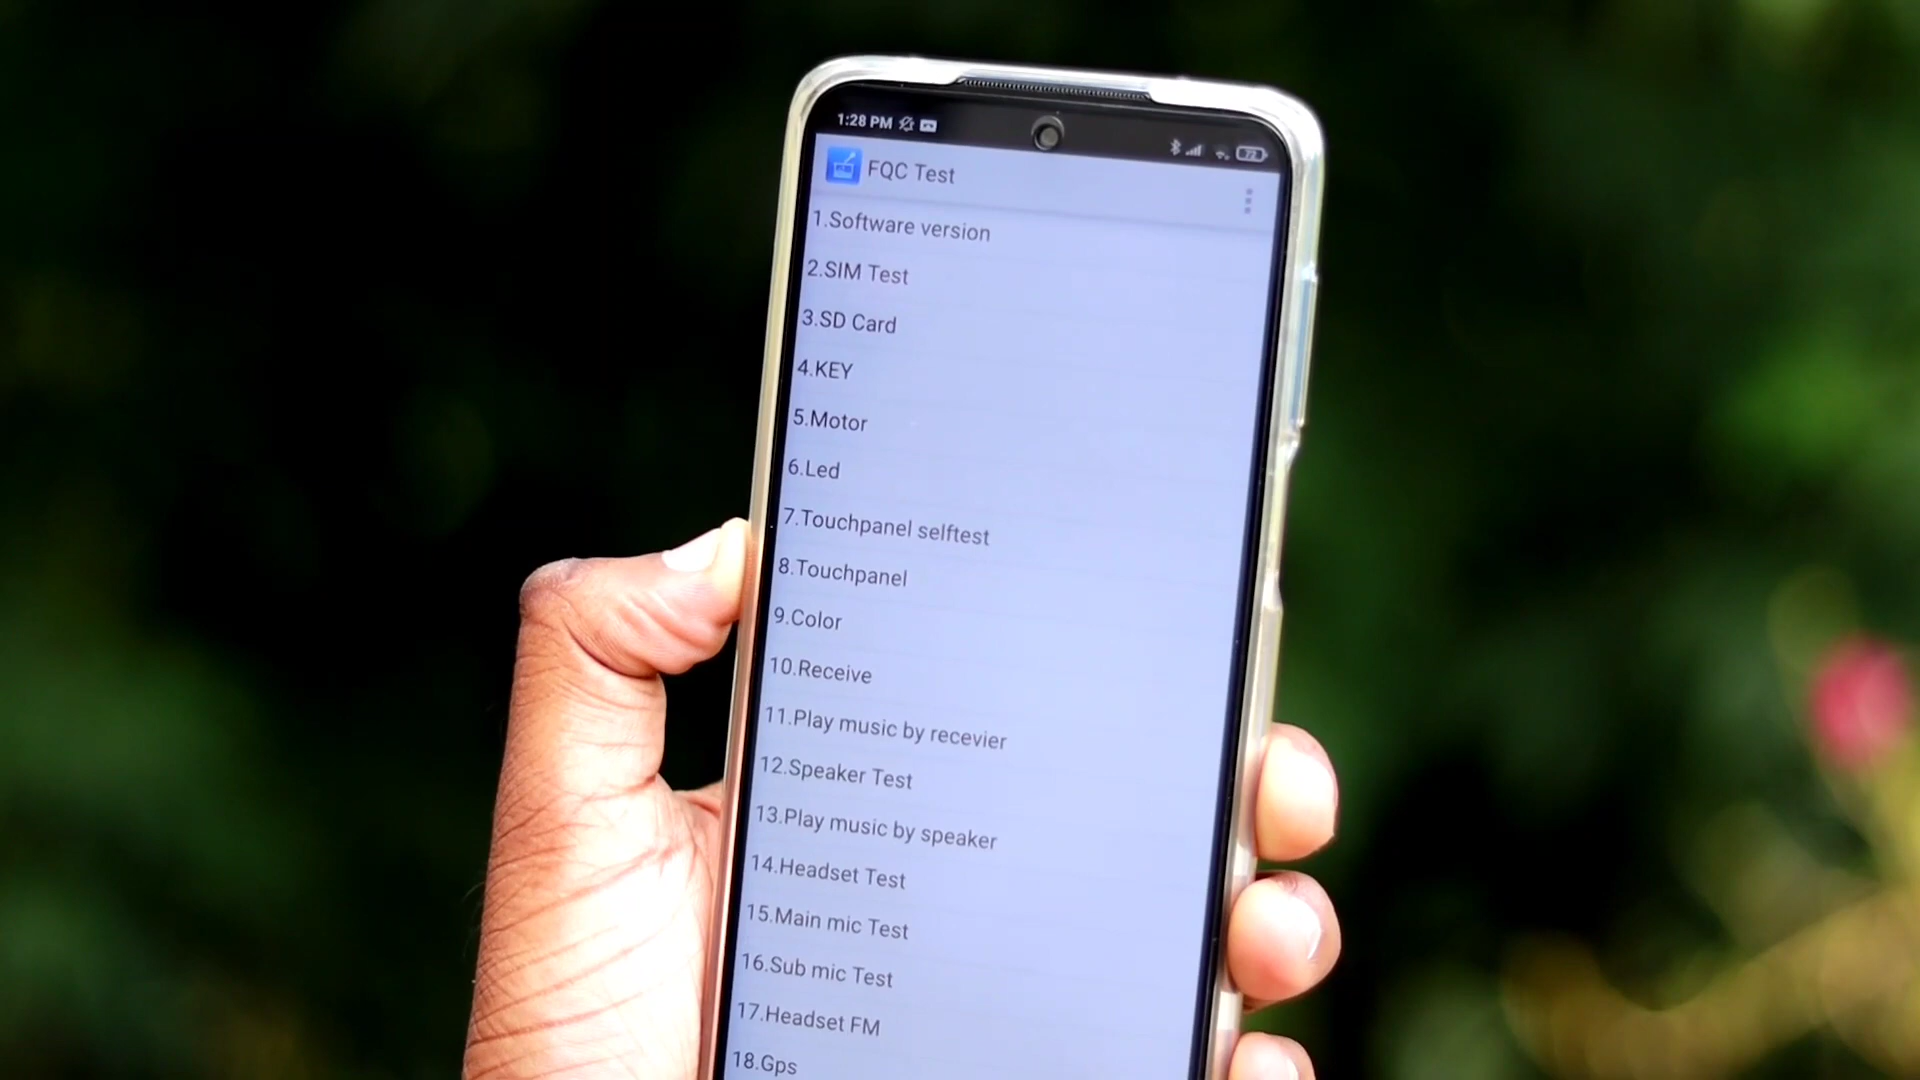 1:28 PM
72
FQC Test
1.Software version
2.SIM Test
3.SD Card
4.KEY
5.Motor
6.Led
7.Touchpanel selftest
8.Touchpanel
9.Color
10.Receive
11.Play music by recevier
12.Speaker Test
13.Play music by speaker
14.Headset Test
15.Main mic Test
16.Sub mic Test
17.Headset FM
18.Gps